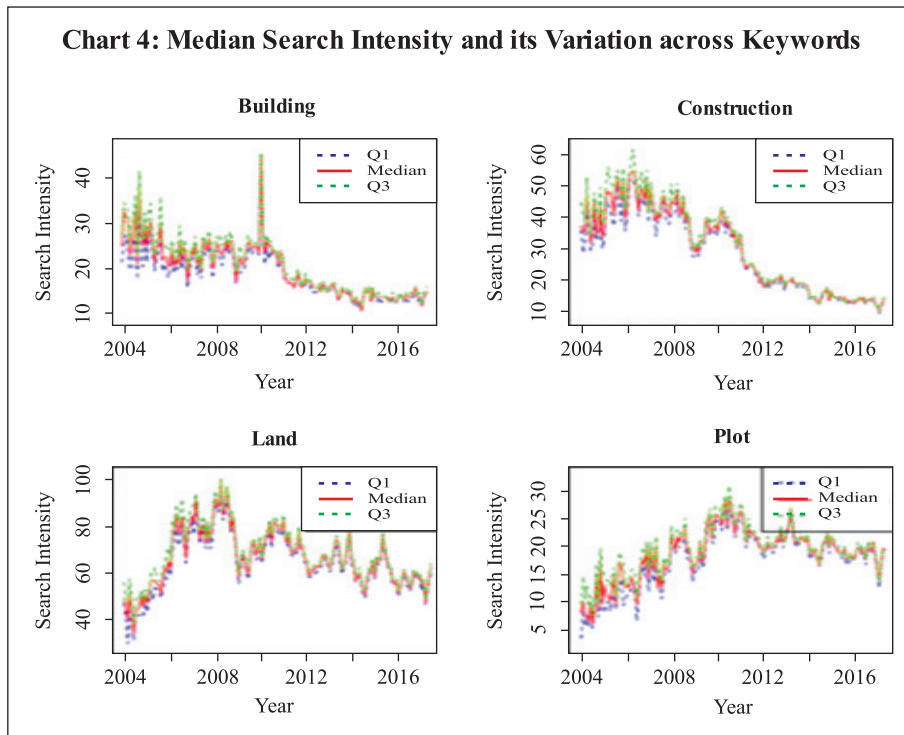 Chart 4: Median Search Intensity and its Variation across Keywords
Building
Search Intensity
40
30
20
10
Q1
Median
Q3
2004 2008 2012 2016
Year
Construction
Search Intensity
60
50
40
30
20
10
Q1
Median
Q3
2004 2008 2012 2016
Year
Land
Search Intensity
100
80
60
40
Q1
Median
Q3
2004 2008 2012 2016
Year
Plot
Search Intensity
30
25
20
15
10
5
Q1
Median
Q3
2004 2008 2012 2016
Year